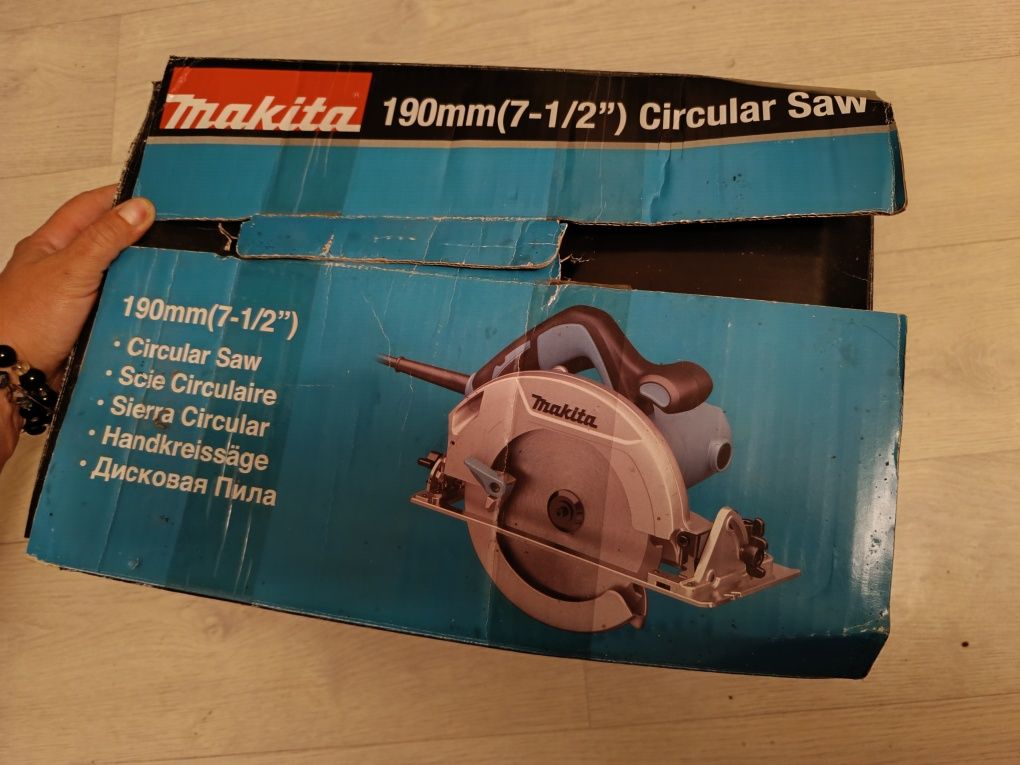 makita
190mm(7-1/2”) Circular Saw
190mm(7-1/2”)
· Circular Saw
· Scie Circulaire
· Sierra Circular
· Handkreissäge
· Дисковая Пила
makita